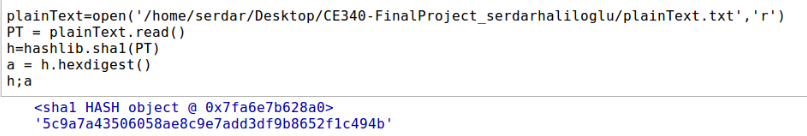 plainText=open('/home/serdar/Desktop/CE340-FinalProject_serdarhaliloglu/plainText.txt','r')
PT = plainText.read()
h=hashlib.sha1(PT)
a = h.hexdigest()
h;a
<sha1 HASH object @ 0x7fa6e7b628a0>
'5c9a7a43506058ae8c9e7add3df9b8652f1c494b'